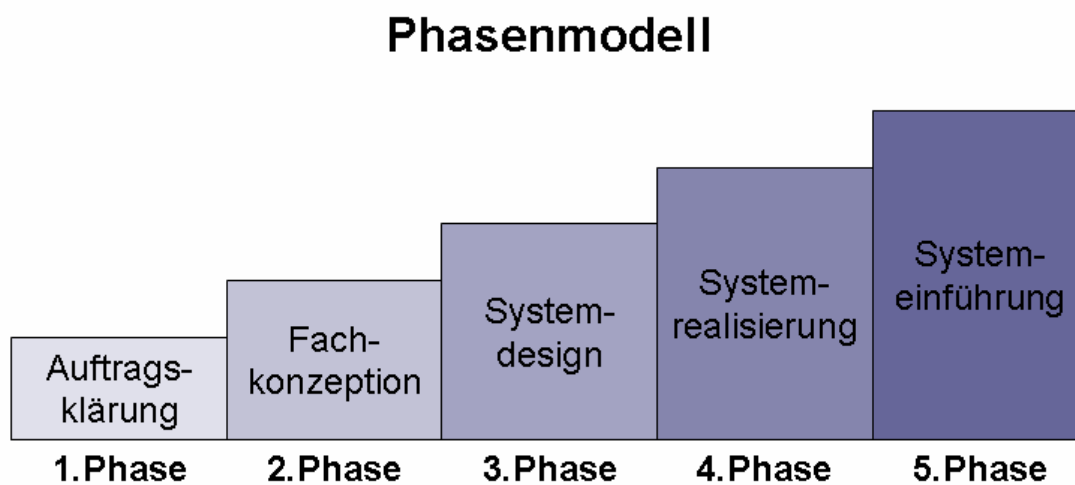 Phasenmodell
Auftrags-
klärung
Fach-
konzeption
System-
design
System-
realisierung
System-
einführung
1.Phase
2.Phase
3.Phase
4.Phase
5.Phase